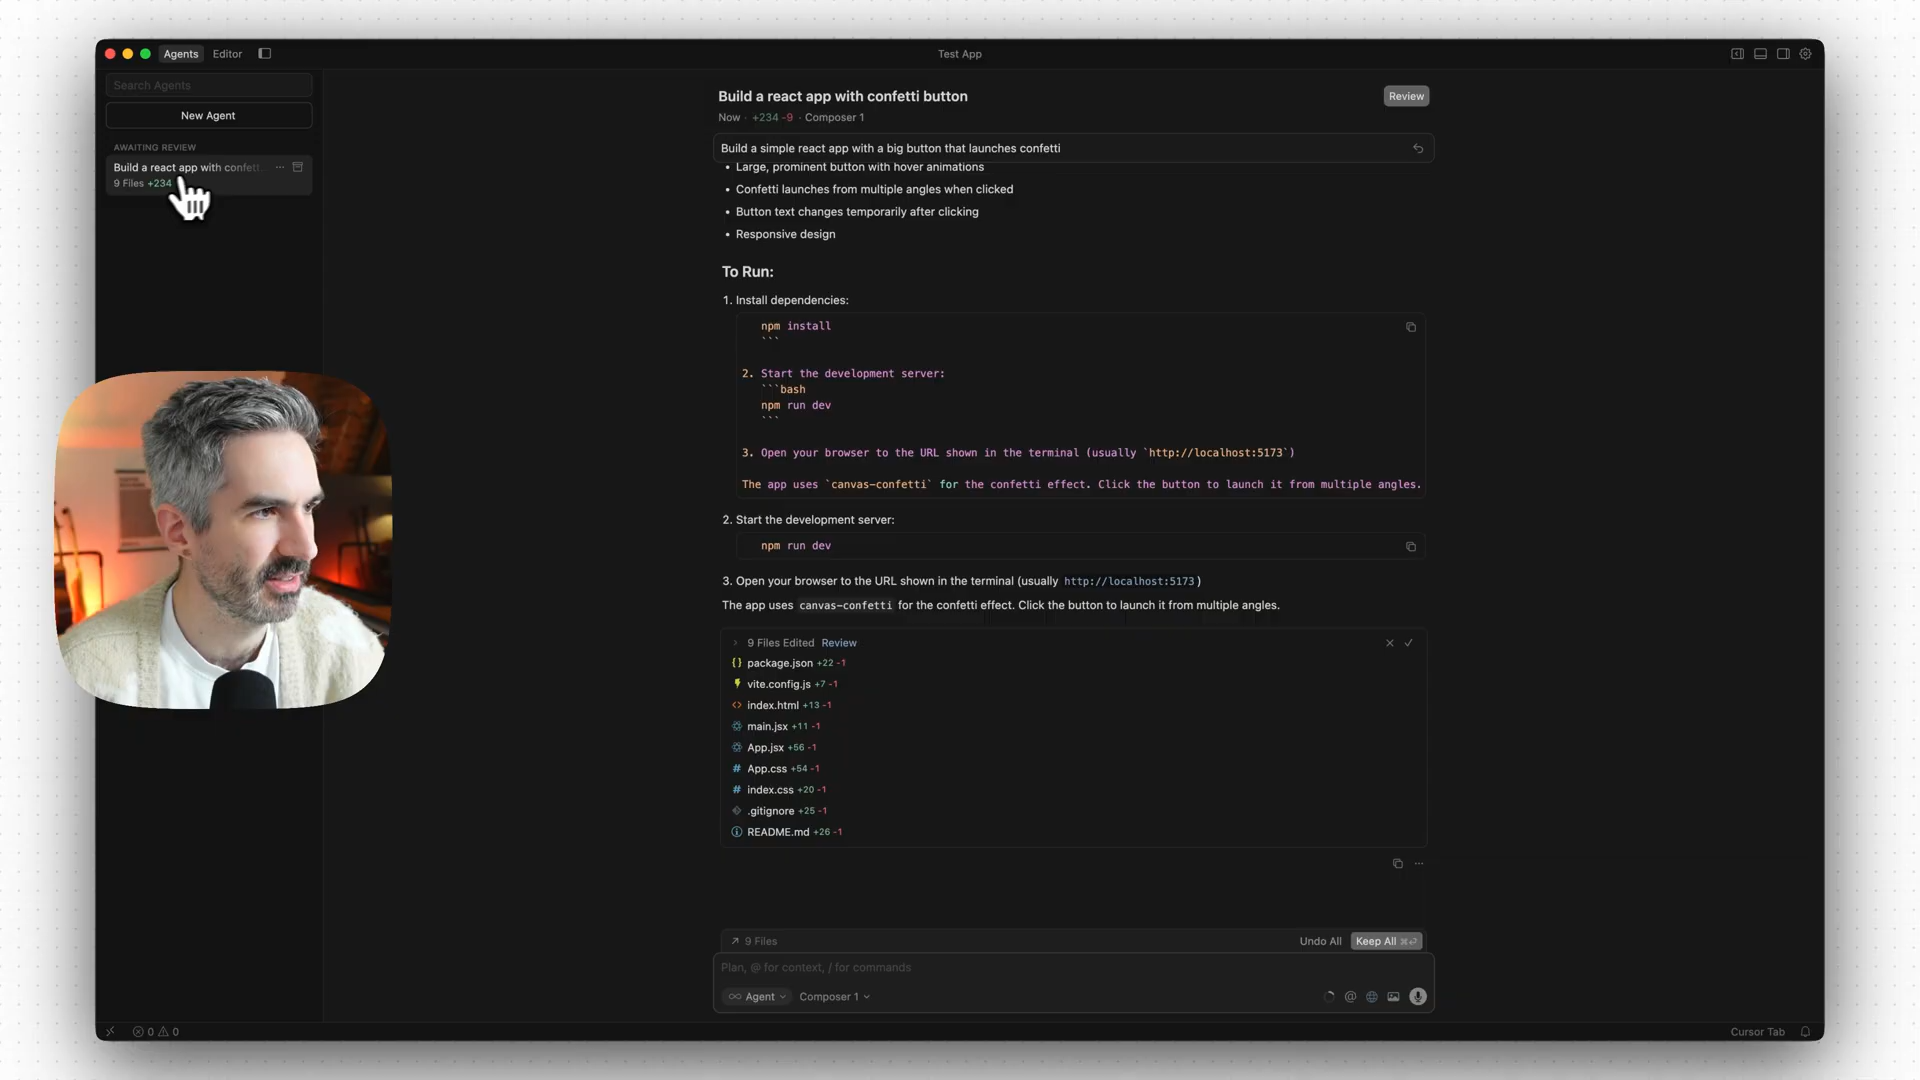 Agents
Editor
Test App
Search Agents
New Agent
AWAITING REVIEW
Build a react app with confett
9 Files +234
Build a react app with confetti button
Review
Now · +234 -9 · Composer 1
Build a simple react app with a big button that launches confetti
• Large, prominent button with hover animations
• Confetti launches from multiple angles when clicked
• Button text changes temporarily after clicking
• Responsive design
To Run:
1. Install dependencies:
npm install
```
2. Start the development server:
```bash
npm run dev
```
3. Open your browser to the URL shown in the terminal (usually `http://localhost:5173`)
The app uses `canvas-confetti` for the confetti effect. Click the button to launch it from multiple angles.
2. Start the development server:
npm run dev
3. Open your browser to the URL shown in the terminal (usually http://localhost:5173)
The app uses canvas-confetti for the confetti effect. Click the button to launch it from multiple angles.
9 Files Edited Review
package.json +22 -1
vite.config.js +7 -1
index.html +13 -1
main.jsx +11 -1
App.jsx +56 -1
App.css +54 -1
index.css +20 -1
.gitignore +25 -1
README.md +26 -1
9 Files
Undo All
Keep All ⌘⏎
Plan, @ for context, / for commands
Agent
Composer 1
0 0
Cursor Tab